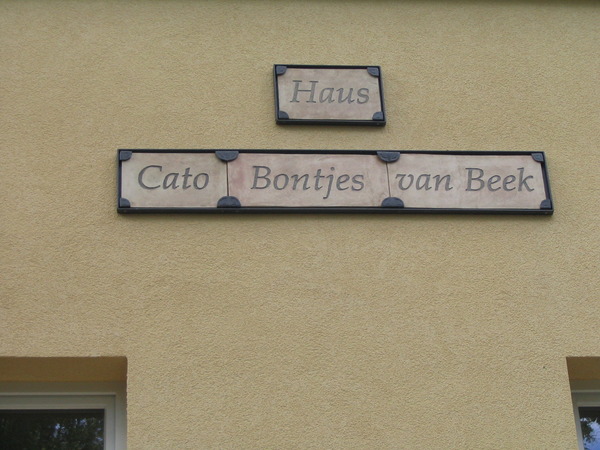 Haus
Cato Bontjes van Beek